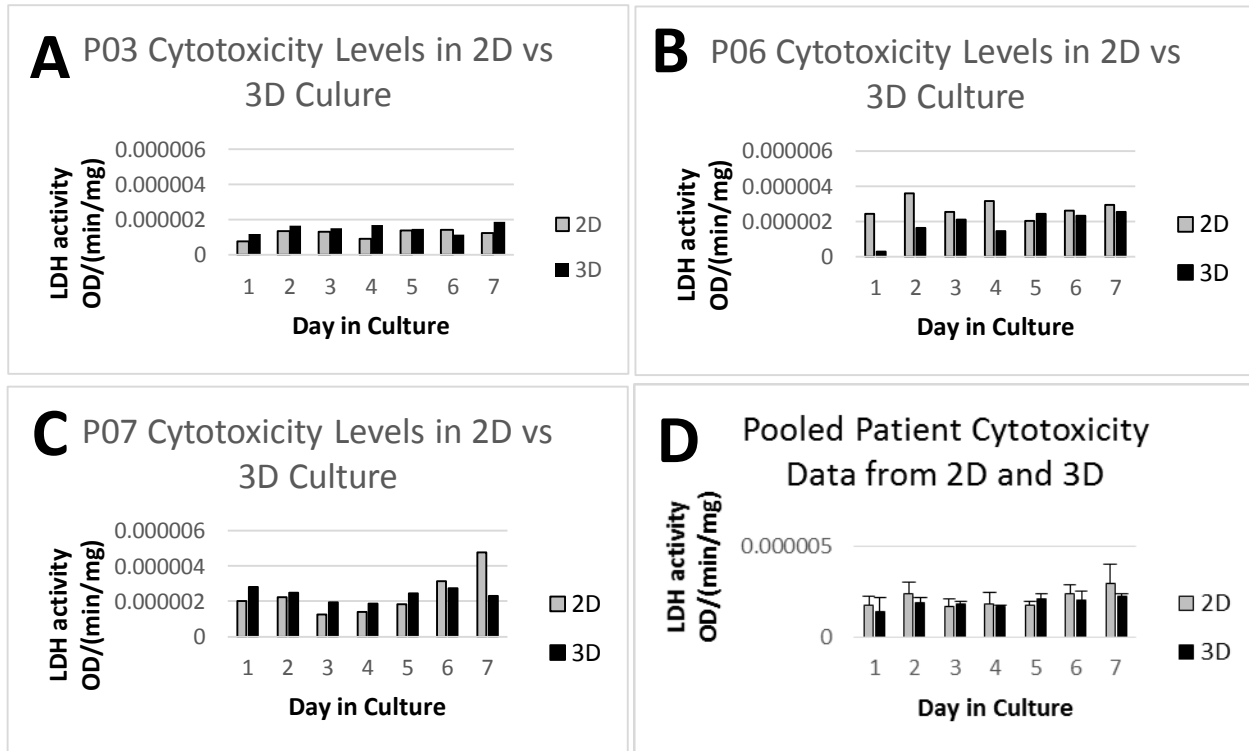 A
P03 Cytotoxicity Levels in 2D vs
3D Culure
LDH activity
OD/(min/mg)
0.000006
0.000004
0.000002
0
1 2 3 4 5 6 7
Day in Culture
2D
3D
B
P06 Cytotoxicity Levels in 2D vs
3D Culture
LDH activity
OD/(min/mg)
0.000006
0.000004
0.000002
0
1 2 3 4 5 6 7
Day in Culture
2D
3D
C
P07 Cytotoxicity Levels in 2D vs
3D Culture
LDH activity
OD/(min/mg)
0.000006
0.000004
0.000002
0
1 2 3 4 5 6 7
Day in Culture
2D
3D
D
Pooled Patient Cytotoxicity
Data from 2D and 3D
LDH activity
OD/(min/mg)
0.000005
0
1 2 3 4 5 6 7
Day in Culture
2D
3D